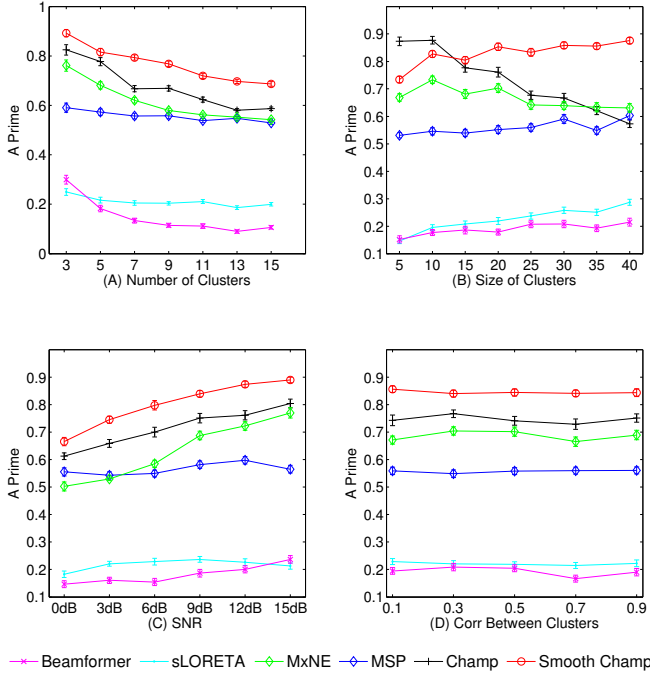 1
0.8
0.6
0.4
0.2
0
A Prime
3 5 7 9 11 13 15
(A) Number of Clusters
0.9
0.8
0.7
0.6
0.5
0.4
0.3
0.2
0.1
A Prime
5 10 15 20 25 30 35 40
(B) Size of Clusters
0.9
0.8
0.7
0.6
0.5
0.4
0.3
0.2
0.1
A Prime
0dB 3dB 6dB 9dB 12dB 15dB
(C) SNR
0.9
0.8
0.7
0.6
0.5
0.4
0.3
0.2
0.1
A Prime
0.1 0.3 0.5 0.7 0.9
(D) Corr Between Clusters
Beamformer sLORETA MxNE MSP Champ Smooth Champ